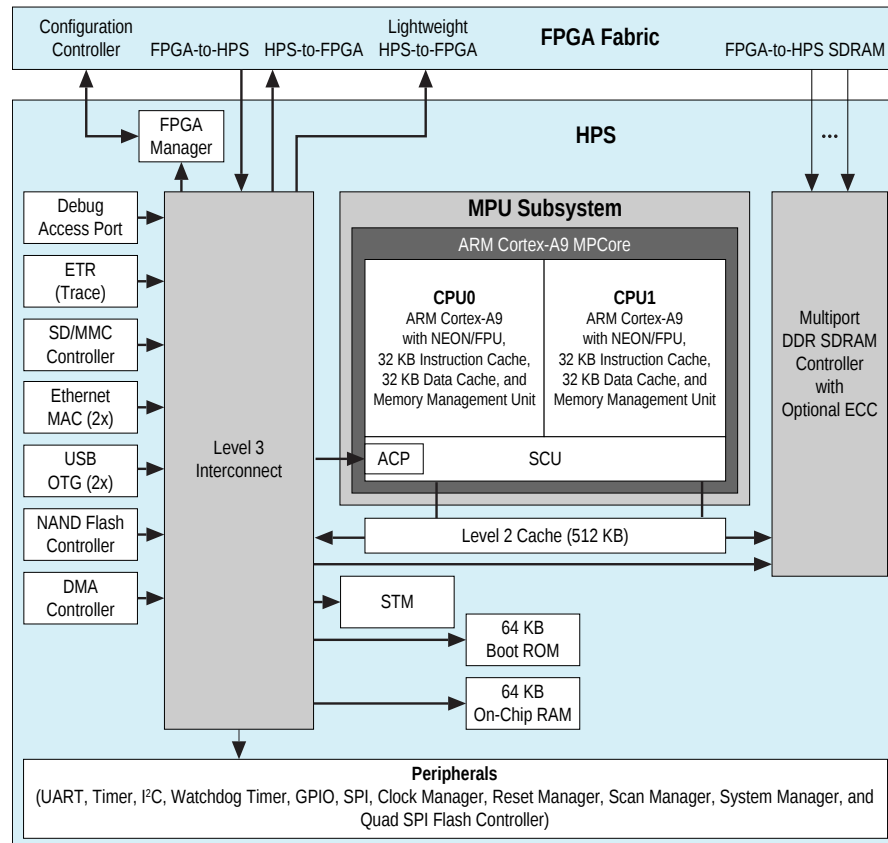 Configuration
Controller
FPGA-to-HPS
HPS-to-FPGA
Lightweight
HPS-to-FPGA
FPGA Fabric
FPGA-to-HPS SDRAM
HPS
...
FPGA
Manager
Debug
Access Port
ETR
(Trace)
SD/MMC
Controller
Ethernet
MAC (2x)
USB
OTG (2x)
NAND Flash
Controller
DMA
Controller
Level 3
Interconnect
MPU Subsystem
ARM Cortex-A9 MPCore
CPU0
ARM Cortex-A9
with NEON/FPU,
32 KB Instruction Cache,
32 KB Data Cache, and
Memory Management Unit
CPU1
ARM Cortex-A9
with NEON/FPU,
32 KB Instruction Cache,
32 KB Data Cache, and
Memory Management Unit
ACP
SCU
Level 2 Cache (512 KB)
Multiport
DDR SDRAM
Controller
with
Optional ECC
STM
64 KB
Boot ROM
64 KB
On-Chip RAM
Peripherals
(UART, Timer, I²C, Watchdog Timer, GPIO, SPI, Clock Manager, Reset Manager, Scan Manager, System Manager, and
Quad SPI Flash Controller)